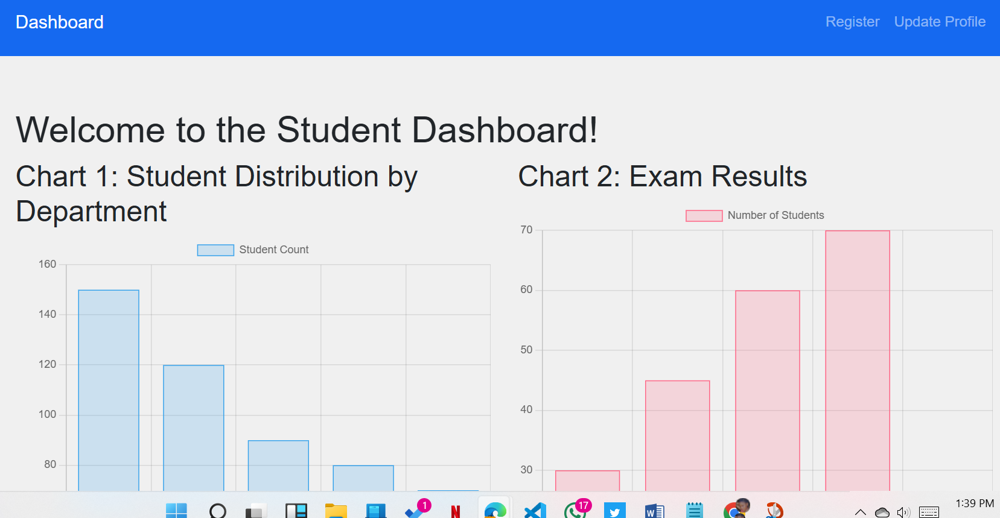 Dashboard
Register
Update Profile
Welcome to the Student Dashboard!
Chart 1: Student Distribution by
Department
Student Count
160
140
120
100
80
Chart 2: Exam Results
Number of Students
70
60
50
40
30
1
N
17
W
1:39 PM